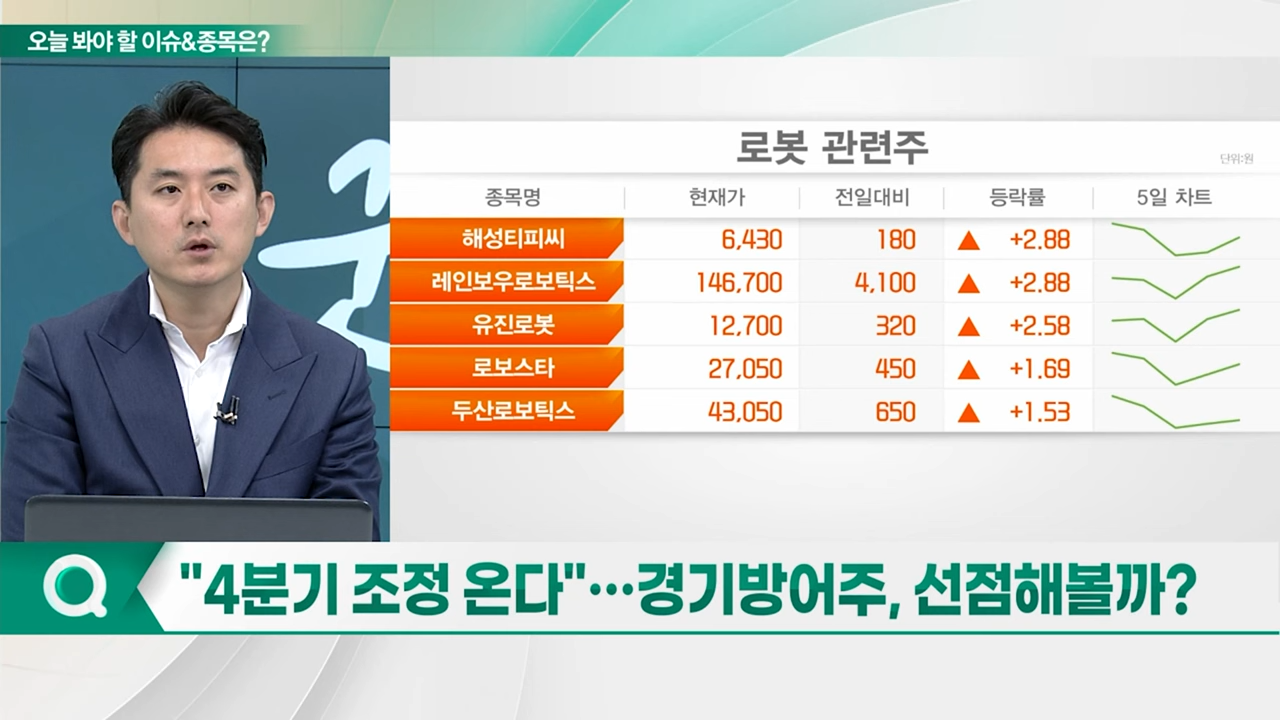 오늘 봐야 할 이슈&종목은?
로봇 관련주
단위:원
종목명 현재가 전일대비 등락률 5일 차트
해성티피씨 6,430 180 ▲ +2.88
레인보우로보틱스 146,700 4,100 ▲ +2.88
유진로봇 12,700 320 ▲ +2.58
로보스타 27,050 450 ▲ +1.69
두산로보틱스 43,050 650 ▲ +1.53
"4분기 조정 온다"…경기방어주, 선점해볼까?